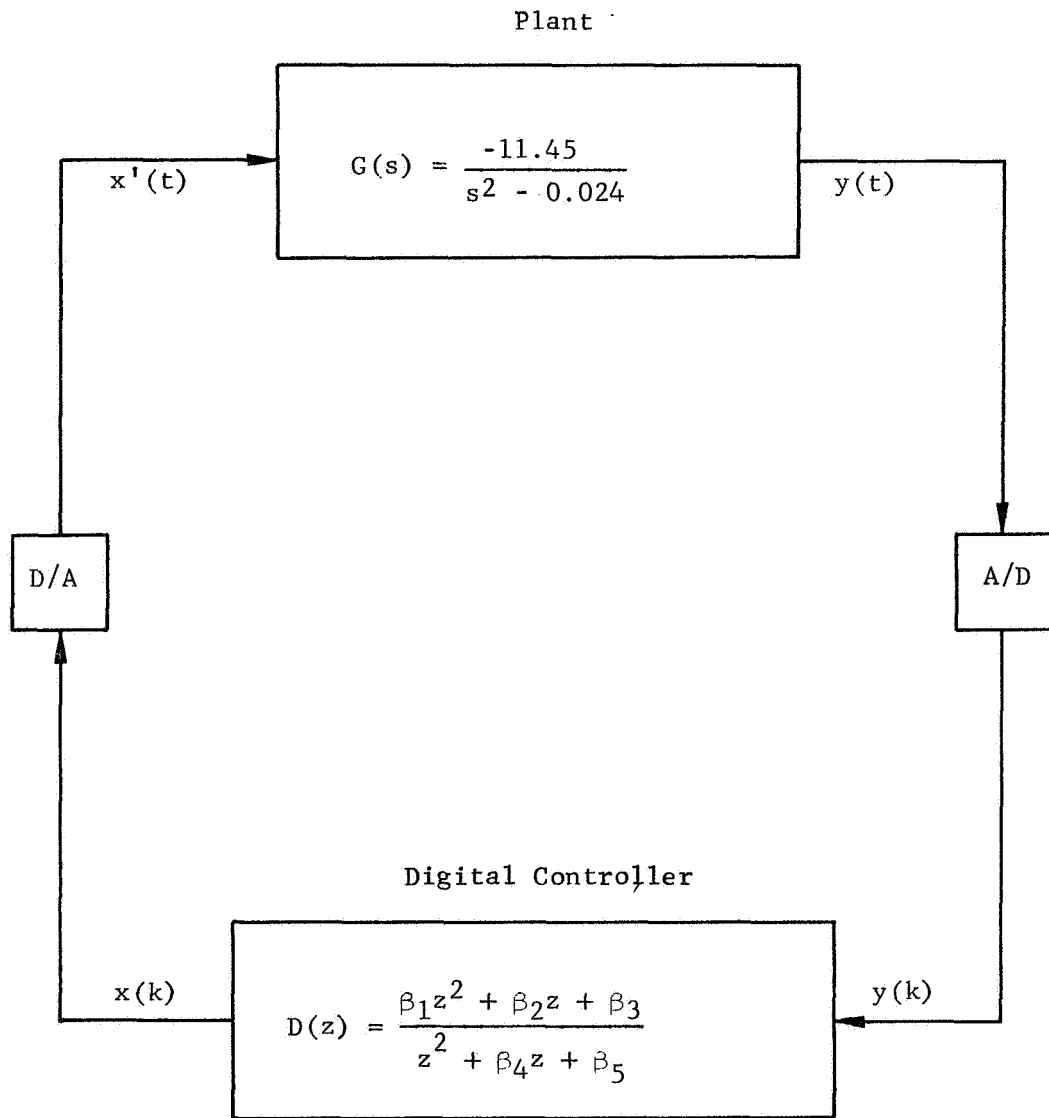 Plant
G(s) = -11.45 / s² - 0.024
x'(t)
y(t)
D/A
A/D
Digital Controller
x(k)
y(k)
D(z) = β₁z² + β₂z + β₃ / z² + β₄z + β₅